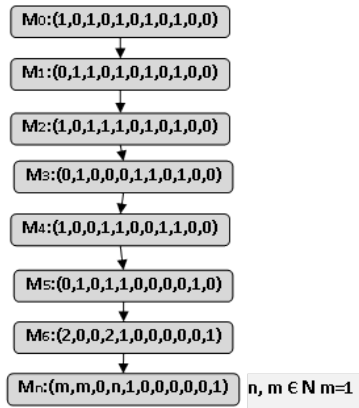 M0:(1,0,1,0,1,0,1,0,1,0,0)
M1:(0,1,1,0,1,0,1,0,1,0,0)
M2:(1,0,1,1,1,0,1,0,1,0,0)
M3:(0,1,0,0,0,1,1,0,1,0,0)
M4:(1,0,0,1,1,0,0,1,1,0,0)
M5:(0,1,0,1,1,0,0,0,0,1,0)
M6:(2,0,0,2,1,0,0,0,0,0,1)
Mn:(m,m,0,n,1,0,0,0,0,0,1) n, m ∈ N m=1